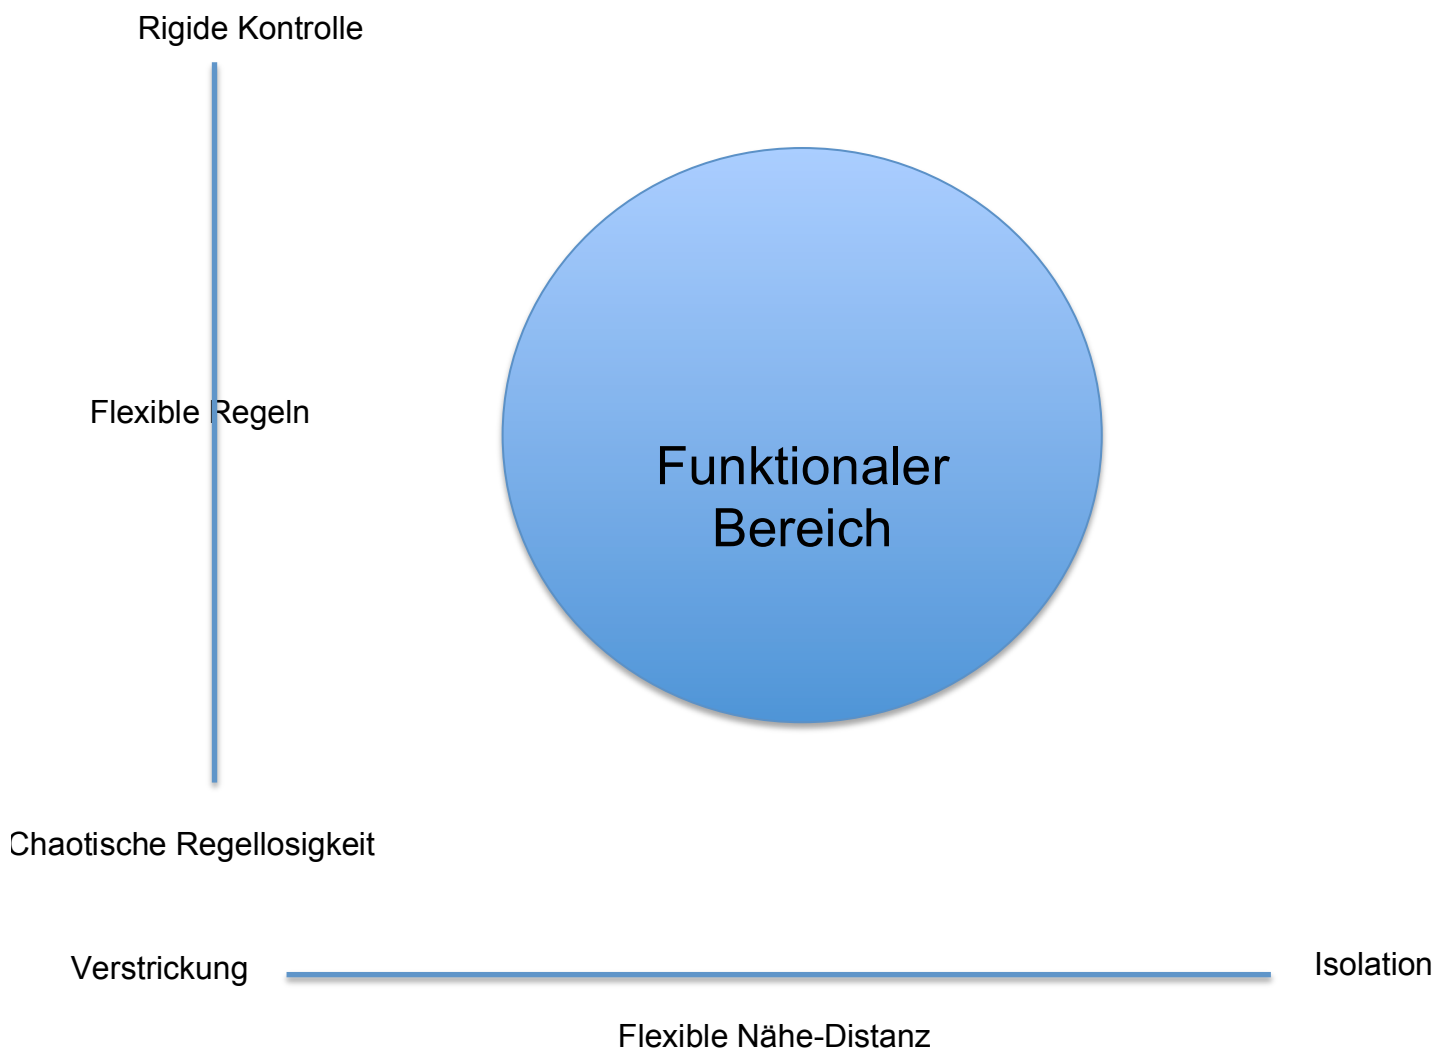 Rigide Kontrolle
Flexible Regeln
Funktionaler
Bereich
Chaotische Regellosigkeit
Verstrickung
Isolation
Flexible Nähe-Distanz